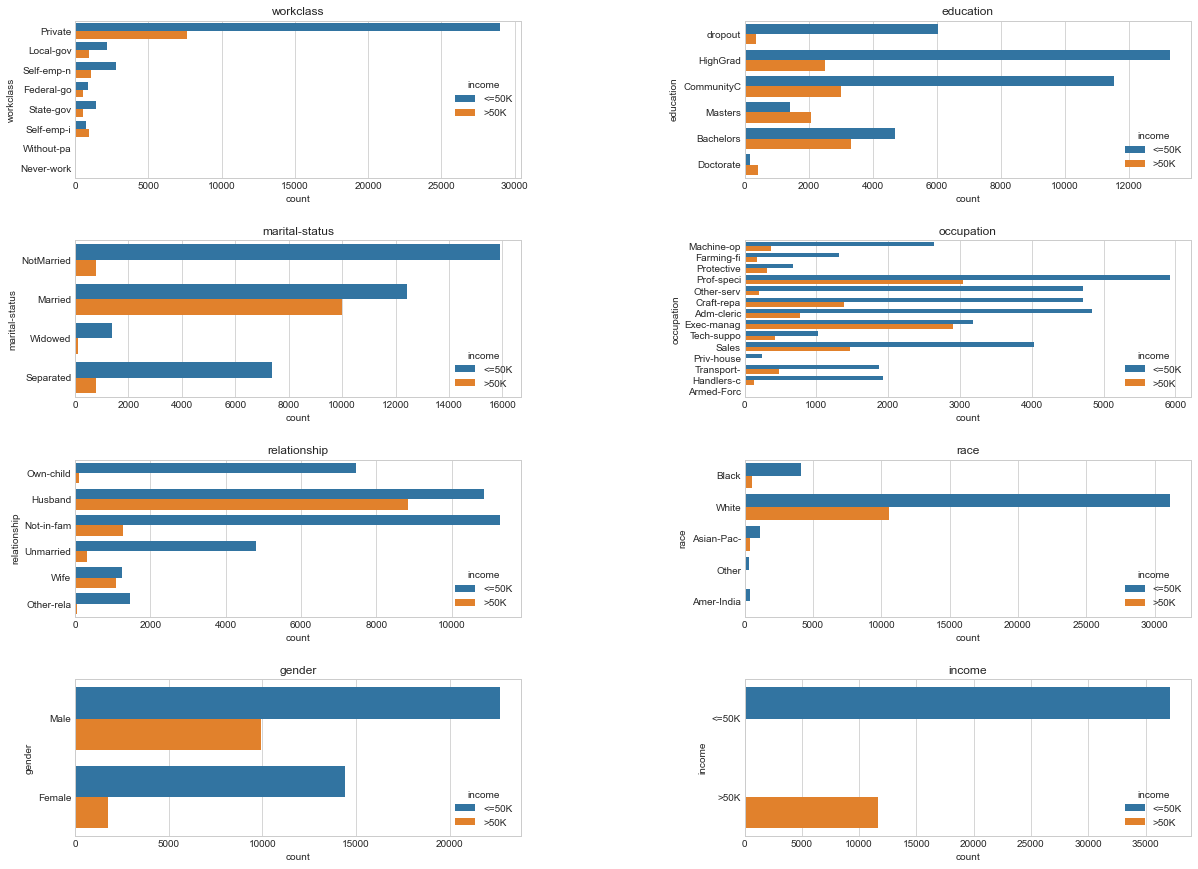 workclass
workclass
Private
Local-gov
Self-emp-n
Federal-go
State-gov
Self-emp-i
Without-pa
Never-work
0 5000 10000 15000 20000 25000 30000
count
income
<=50K
>50K
education
education
dropout
HighGrad
CommunityC
Masters
Bachelors
Doctorate
0 2000 4000 6000 8000 10000 12000
count
income
<=50K
>50K
marital-status
marital-status
NotMarried
Married
Widowed
Separated
0 2000 4000 6000 8000 10000 12000 14000 16000
count
income
<=50K
>50K
occupation
occupation
Machine-op
Farming-fi
Protective
Prof-speci
Other-serv
Craft-repa
Adm-cleric
Exec-manag
Tech-suppo
Sales
Priv-house
Transport-
Handlers-c
Armed-Forc
0 1000 2000 3000 4000 5000 6000
count
income
<=50K
>50K
relationship
relationship
Own-child
Husband
Not-in-fam
Unmarried
Wife
Other-rela
0 2000 4000 6000 8000 10000
count
income
<=50K
>50K
race
race
Black
White
Asian-Pac-
Other
Amer-India
0 5000 10000 15000 20000 25000 30000
count
income
<=50K
>50K
gender
gender
Male
Female
0 5000 10000 15000 20000
count
income
<=50K
>50K
income
income
<=50K
>50K
0 5000 10000 15000 20000 25000 30000 35000
count
income
<=50K
>50K